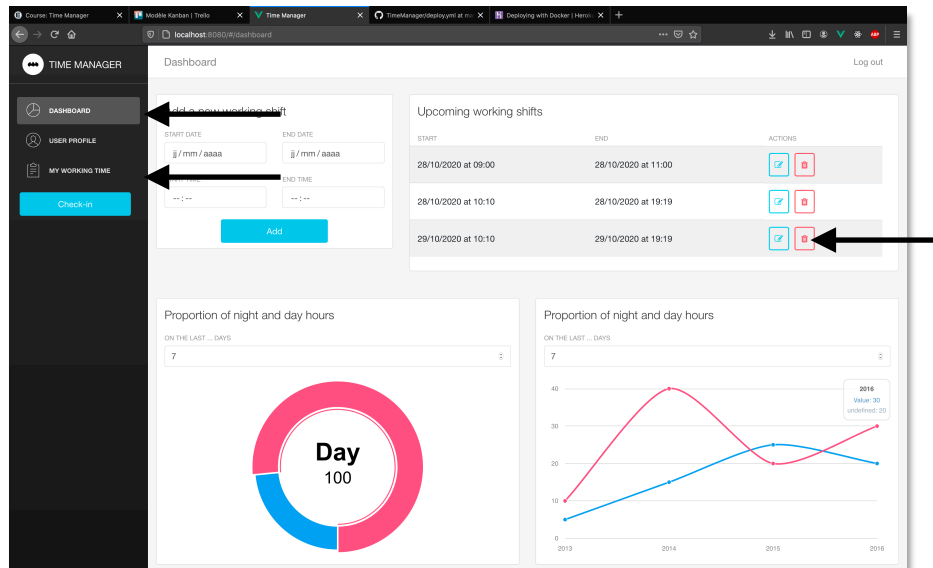 Course: Time Manager
Modèle Kanban | Trello
Time Manager
TimeManager/deploy.yml at ma
Deploying with Docker | Heroku
localhost:8080/#/dashboard
ABP
TIME MANAGER
Dashboard
Log out
DASHBOARD
USER PROFILE
MY WORKING TIME
Check-in
Add a new working shift
START DATE
END DATE
jj / mm / aaaa
jj / mm / aaaa
END TIME
-- : --
-- : --
Add
Upcoming working shifts
START
END
ACTIONS
28/10/2020 at 09:00
28/10/2020 at 11:00
28/10/2020 at 10:10
28/10/2020 at 19:19
29/10/2020 at 10:10
29/10/2020 at 19:19
Proportion of night and day hours
ON THE LAST ... DAYS
7
Day
100
Proportion of night and day hours
ON THE LAST ... DAYS
7
40
30
20
10
0
2013
2014
2015
2016
2016
Value: 30
undefined: 20